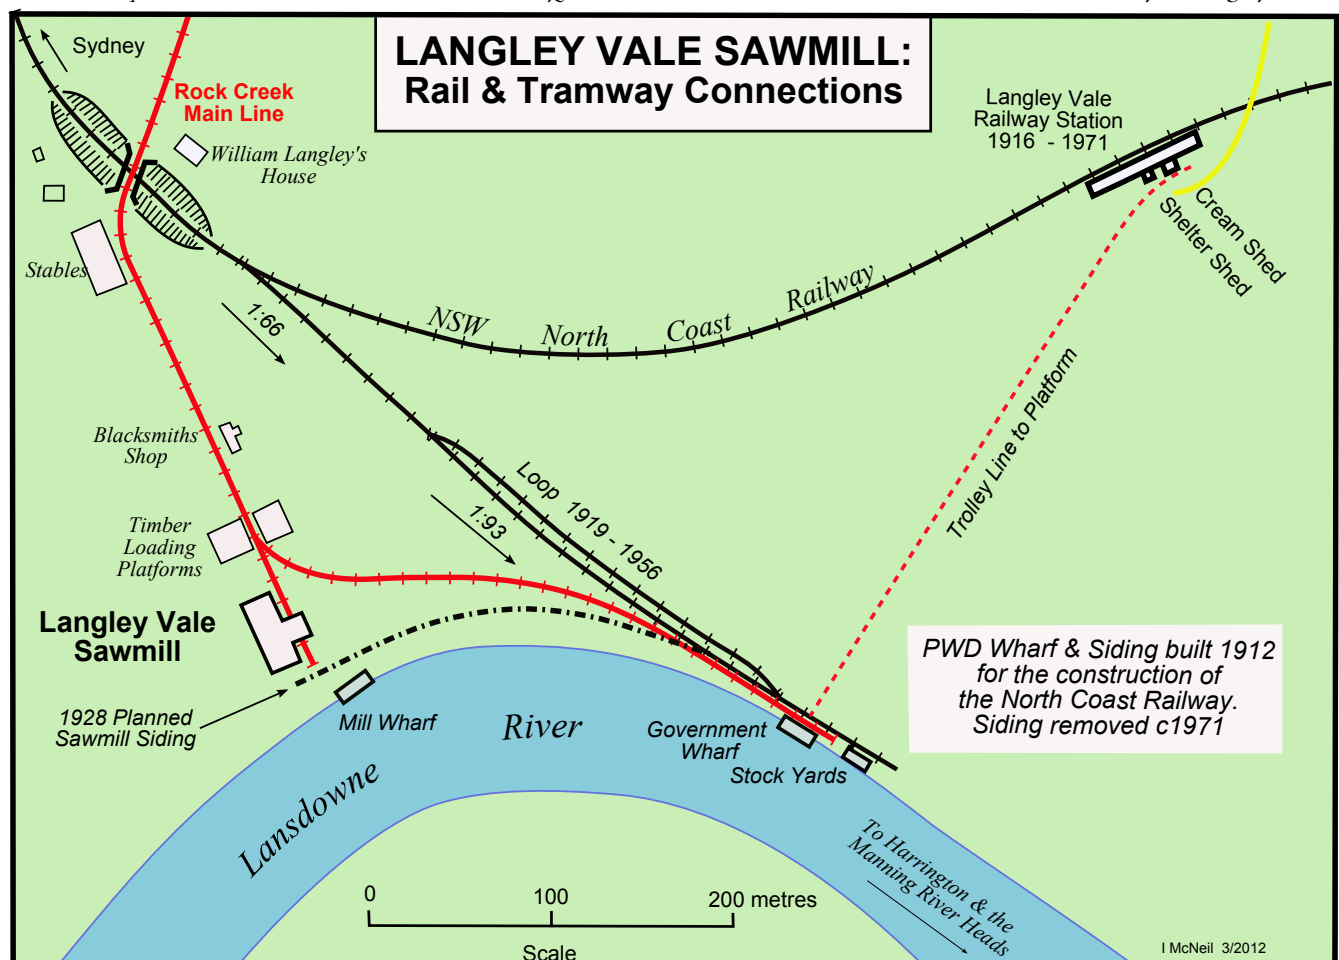 LANGLEY VALE SAWMILL:
Rail & Tramway Connections
Sydney
Rock Creek
Main Line
William Langley's
House
Langley Vale
Railway Station
1916 - 1971
Cream Shed
Shelter Shed
Stables
1:66
NSW North Coast Railway
Trolley Line to Platform
Blacksmiths
Shop
Loop 1919 - 1956
1:93
Timber
Loading
Platforms
Langley Vale
Sawmill
1928 Planned
Sawmill Siding
Mill Wharf
Government
Wharf
Stock Yards
PWD Wharf & Siding built 1912
for the construction of
the North Coast Railway.
Siding removed c1971
Lansdowne River
To Harrington & the
Manning River Heads
0 100 200 metres
Scale
I McNeil 3/2012